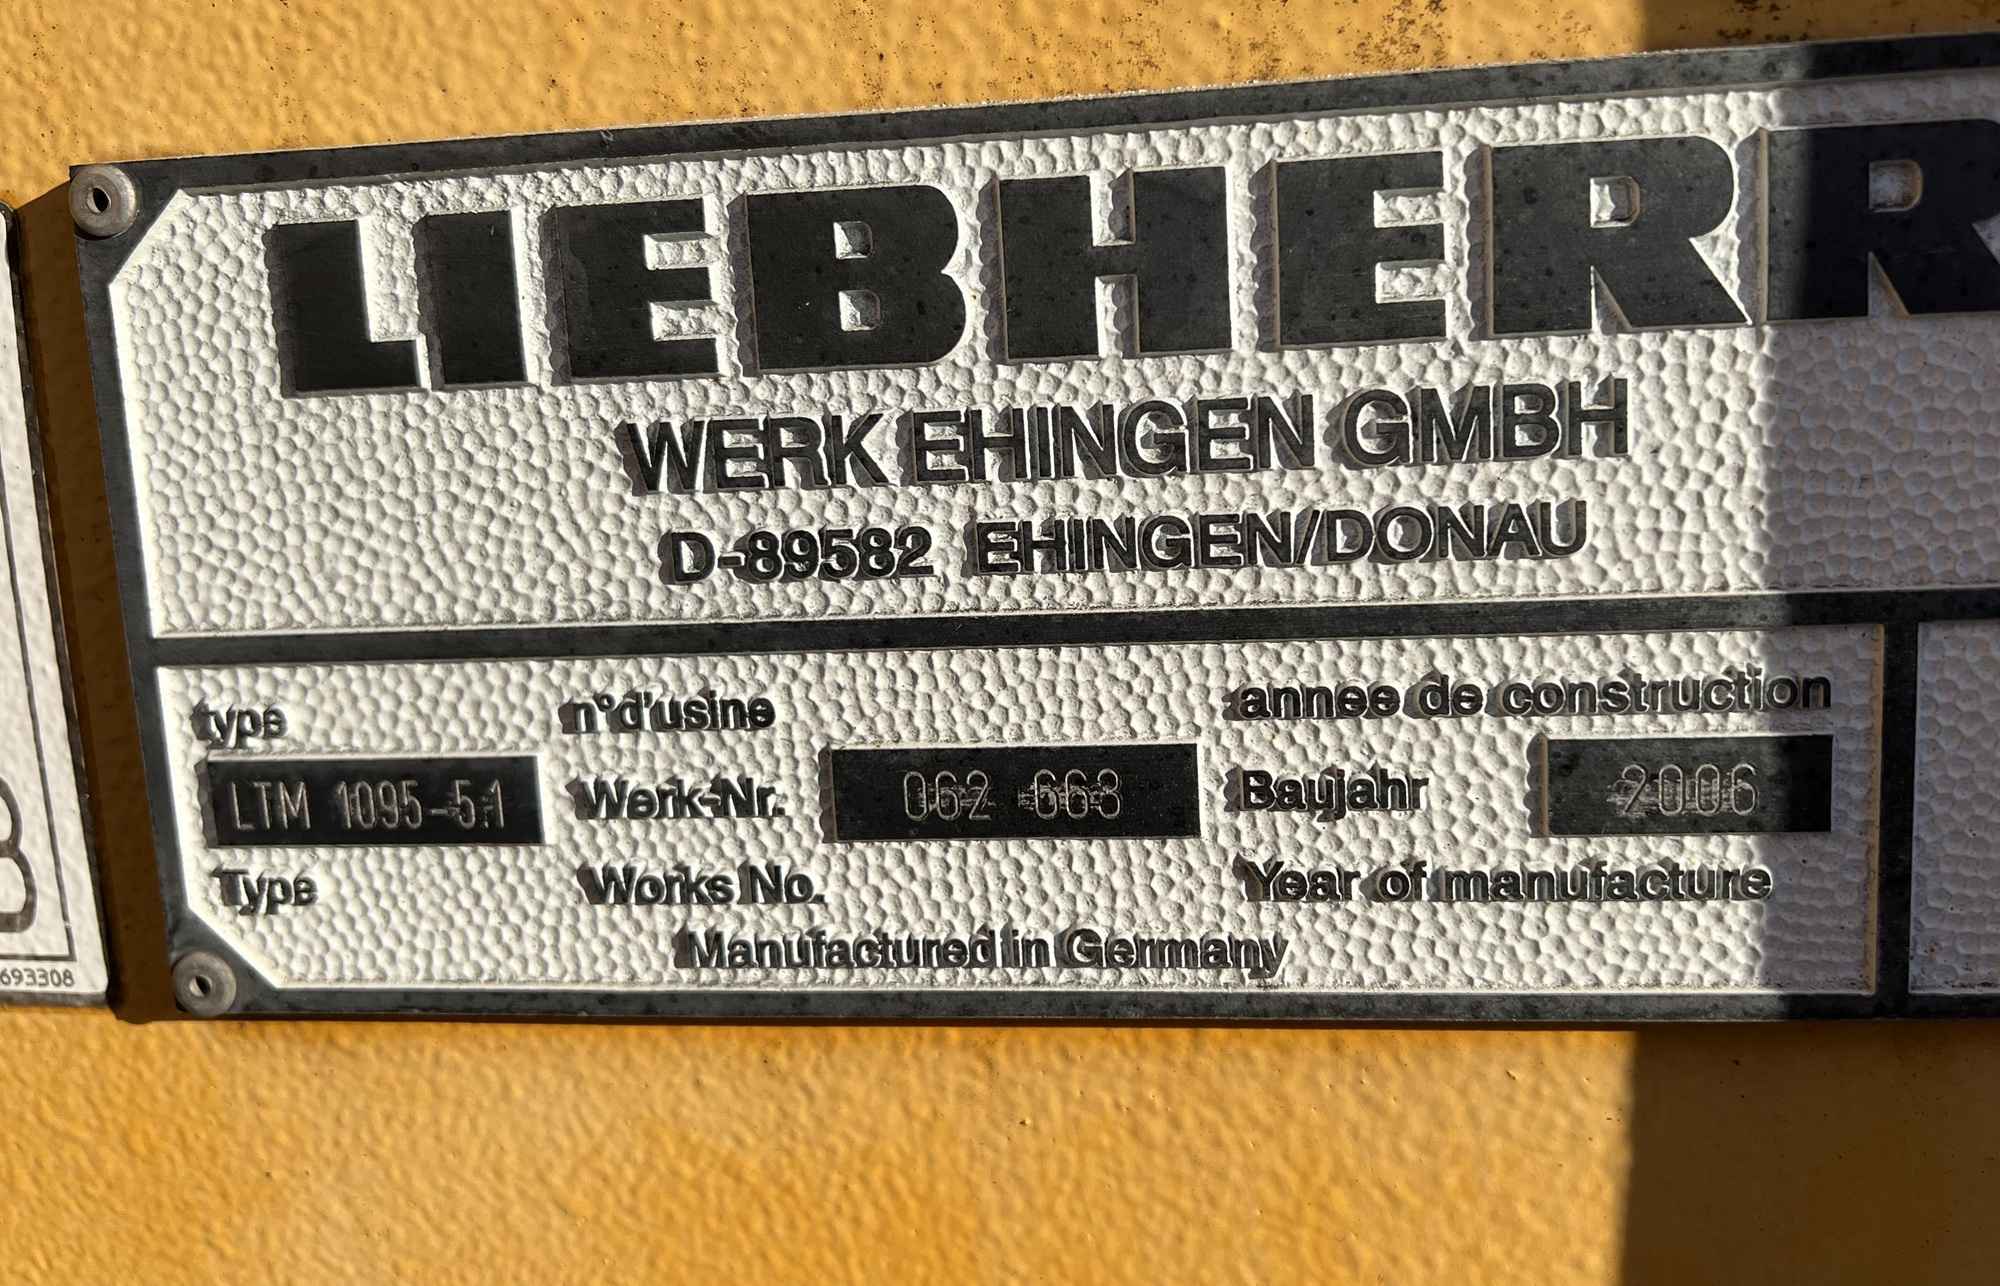 LIEBHERR
WERK EHINGEN GMBH
D-89582 EHINGEN/DONAU
type
n°d'usine
annee de construction
LTM 1095-5.1
Werk-Nr.
062 663
Baujahr
2006
Type
Works No.
Year of manufacture
Manufactured in Germany
693308